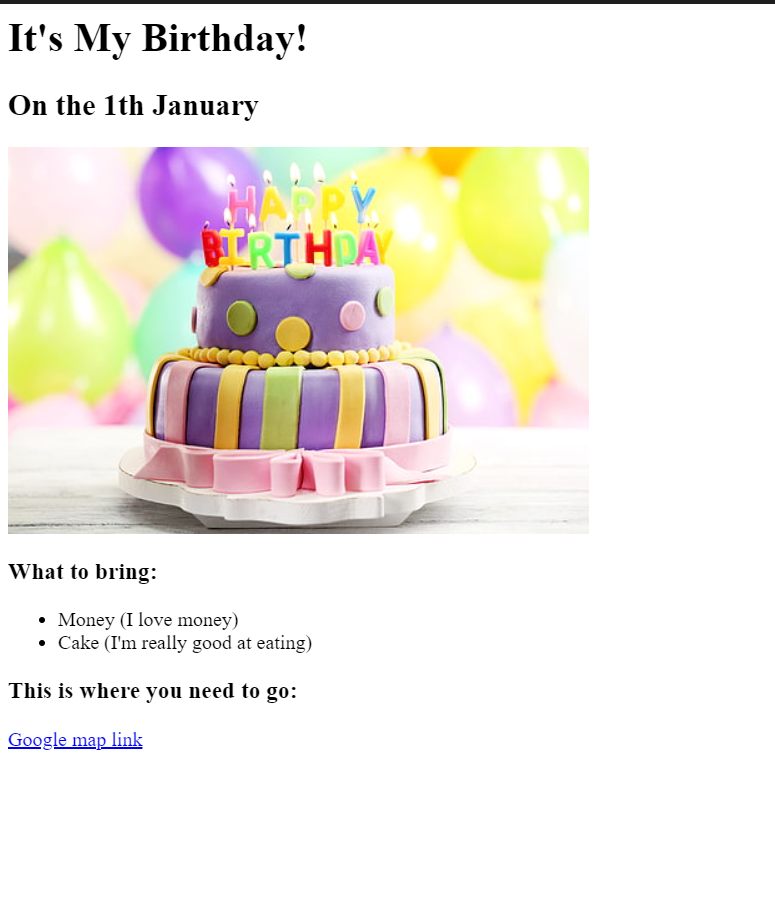 It's My Birthday!
On the 1th January
HAPPY
BIRTHDAY
What to bring:
Money (I love money)
Cake (I'm really good at eating)
This is where you need to go:
Google map link